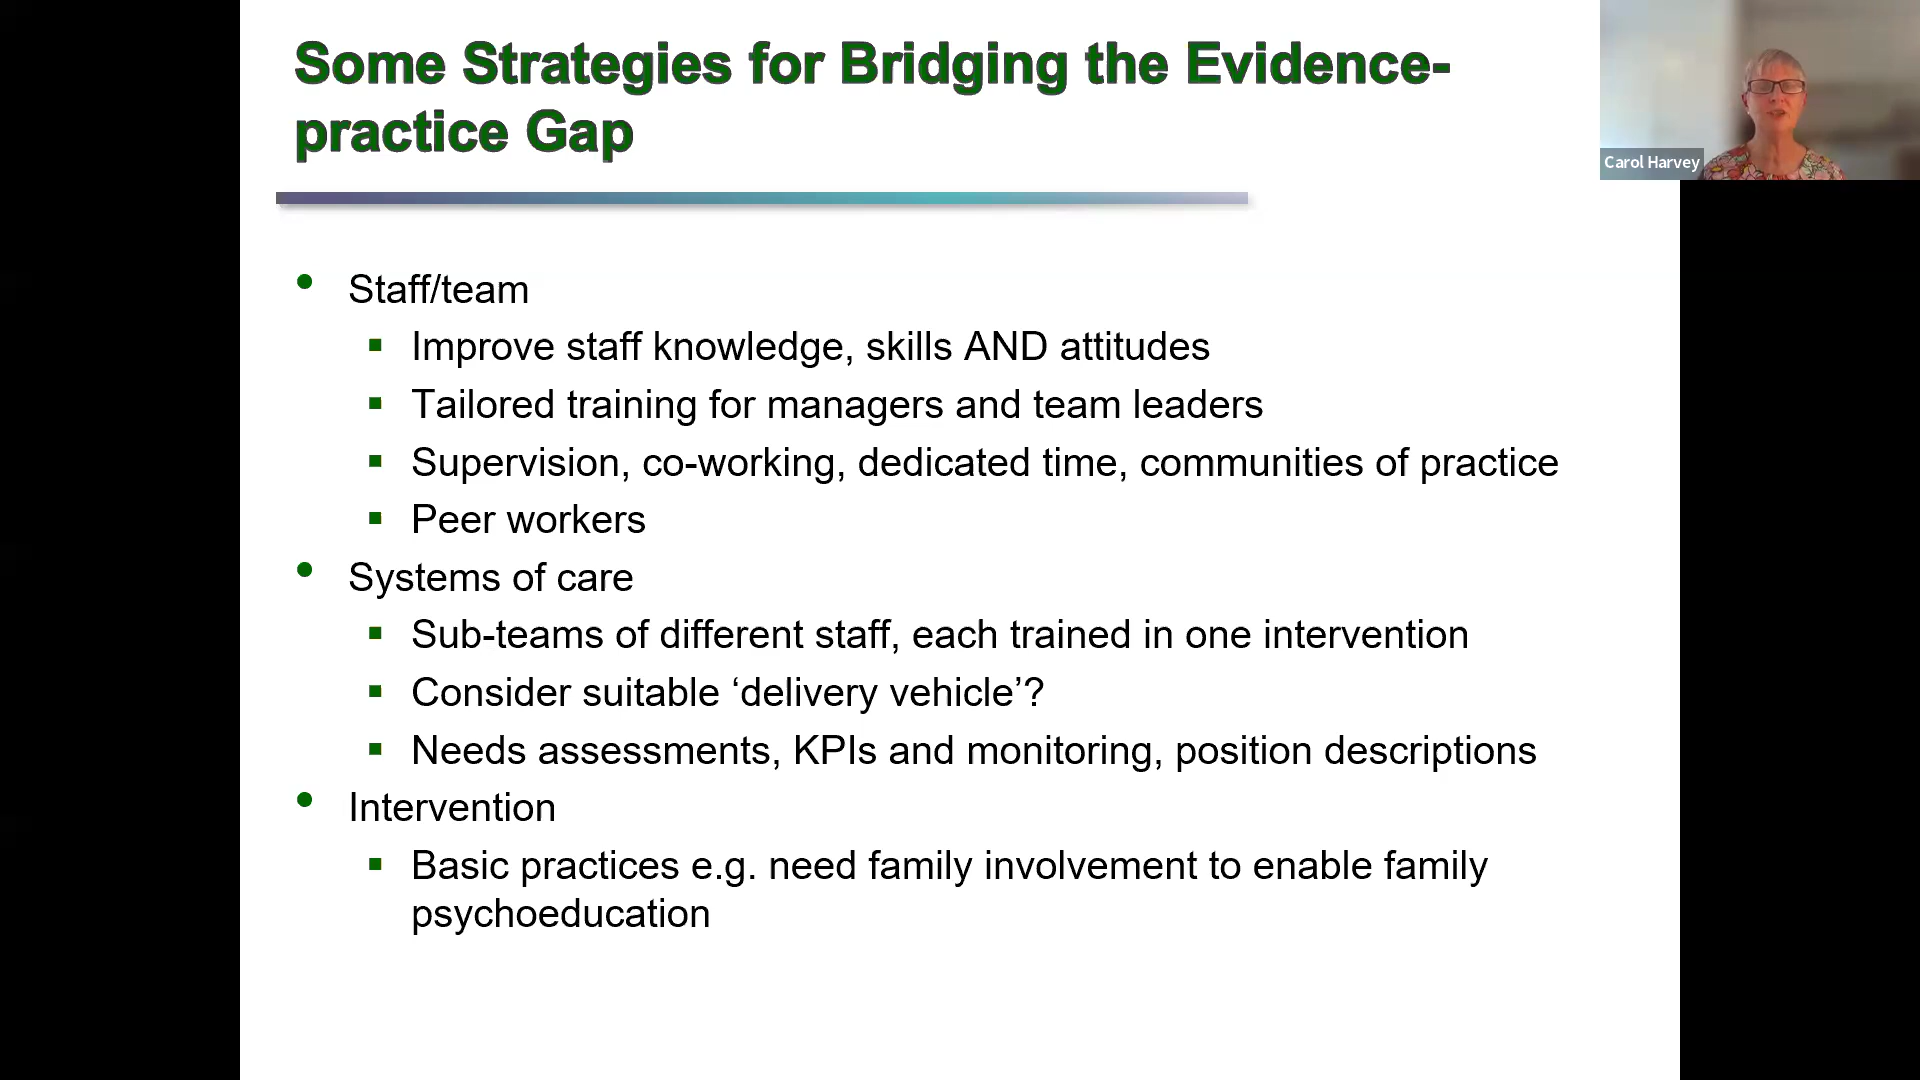 Some Strategies for Bridging the Evidence-
practice Gap
Carol Harvey
• Staff/team
▪ Improve staff knowledge, skills AND attitudes
▪ Tailored training for managers and team leaders
▪ Supervision, co-working, dedicated time, communities of practice
▪ Peer workers
• Systems of care
▪ Sub-teams of different staff, each trained in one intervention
▪ Consider suitable ‘delivery vehicle’?
▪ Needs assessments, KPIs and monitoring, position descriptions
• Intervention
▪ Basic practices e.g. need family involvement to enable family
psychoeducation